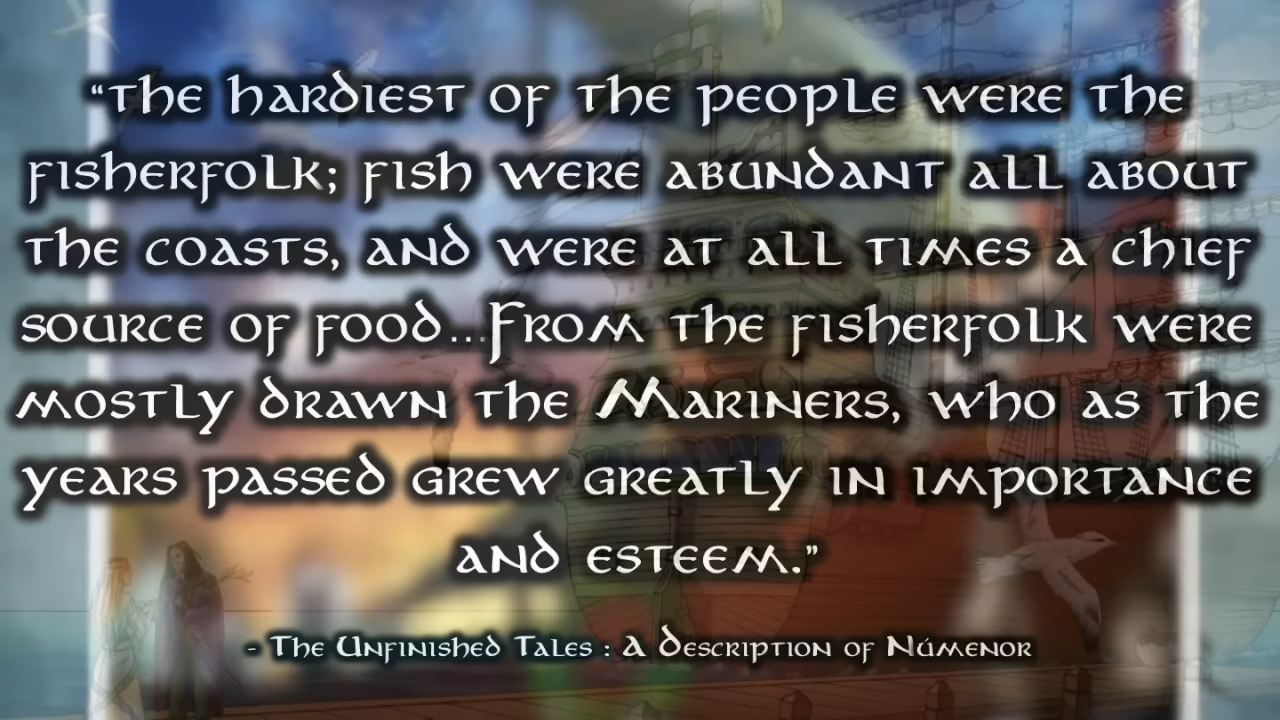 “The hardiest of the people were the
fisherfolk; fish were abundant all about
the coasts, and were at all times a chief
source of food...From the fisherfolk were
mostly drawn the Mariners, who as the
years passed grew greatly in importance
and esteem.”
- The Unfinished Tales : A Description of Númenor